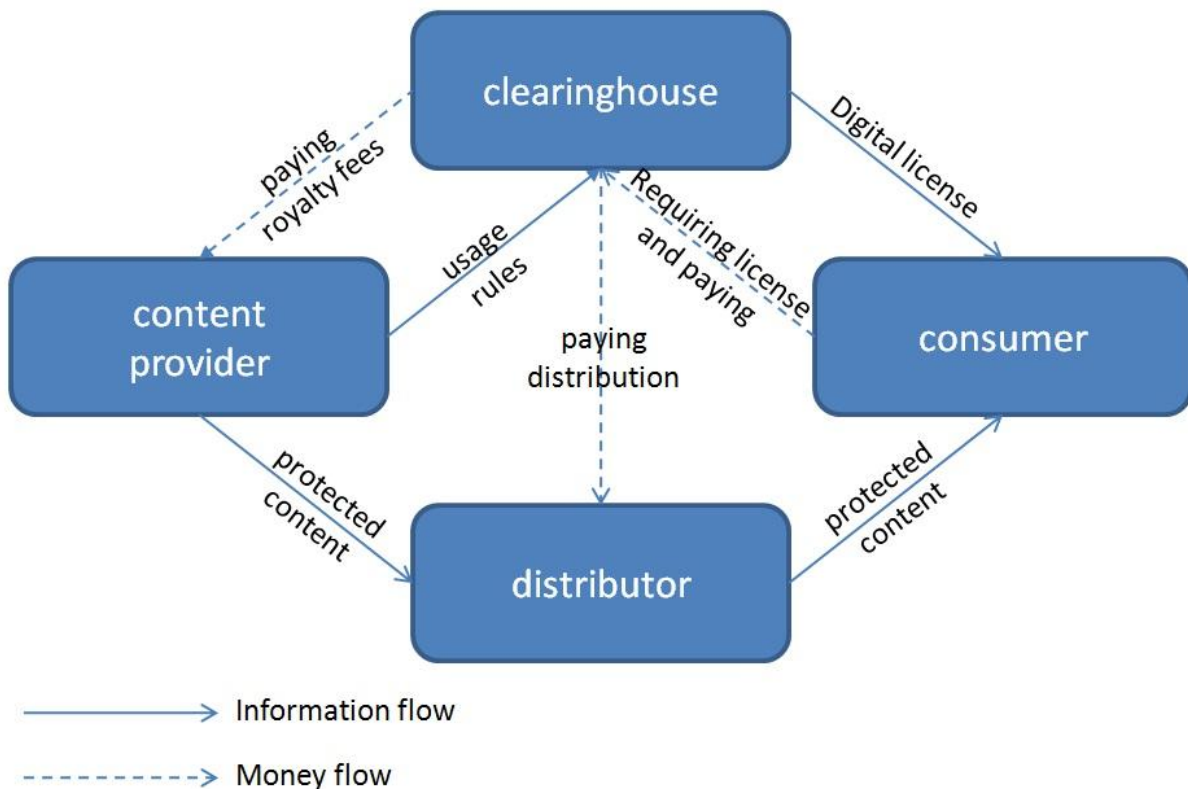 clearinghouse
paying
royalty fees
usage
rules
Requiring license
and paying
Digital license
content
provider
paying
distribution
consumer
protected
content
distributor
protected
content
Information flow
Money flow